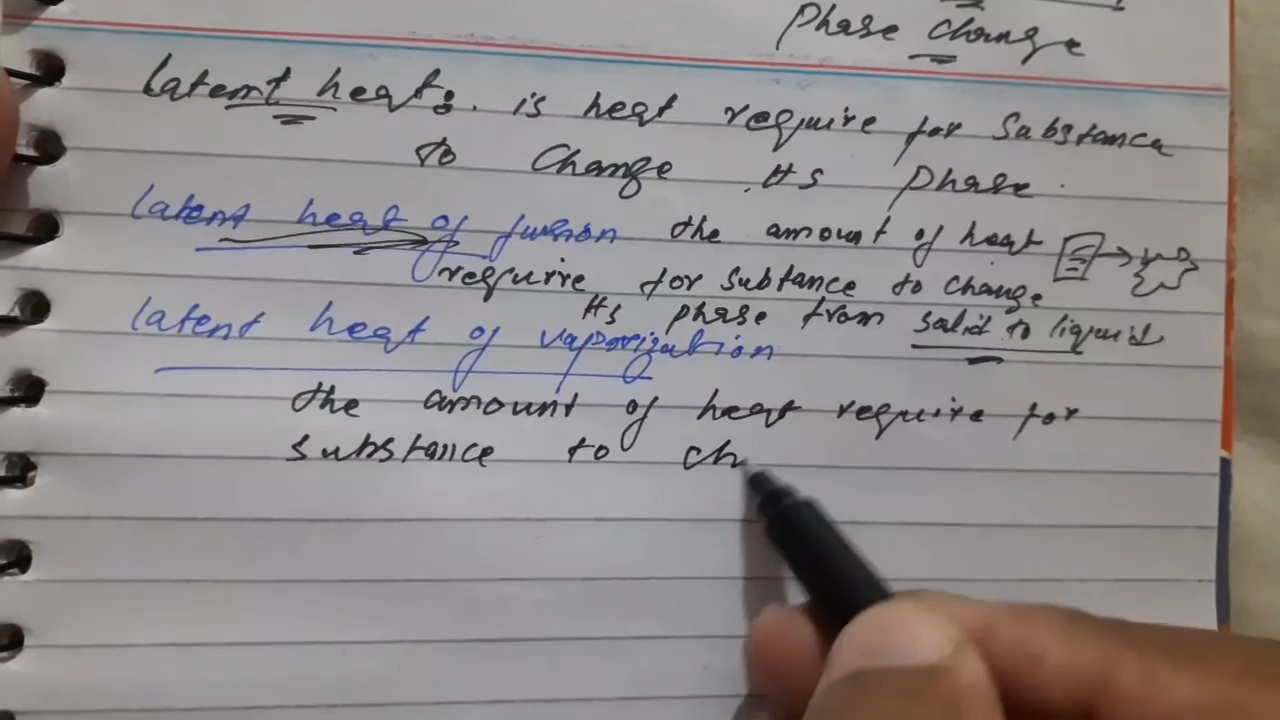 Phase Change
latent heat:. is heat require for Substance
to Change its phase.
latent heat of fusion the amount of heat
require for subtance to change
its phase from solid to liquid
latent heat of vaporization
the amount of heat require for
substance to ch